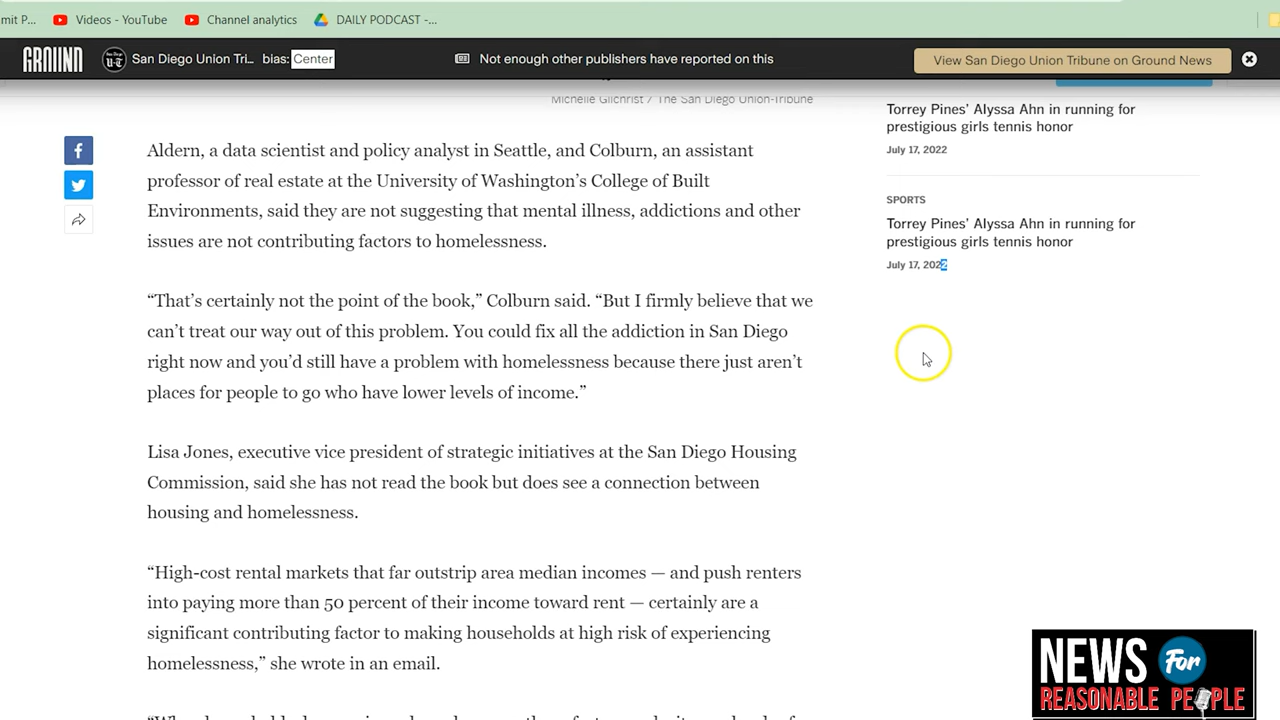 mit P...
Videos - YouTube
Channel analytics
DAILY PODCAST -...
GROUND
San Diego Union Tri...
bias: Center
Not enough other publishers have reported on this
View San Diego Union Tribune on Ground News
Michelle Gilchrist / The San Diego Union-Tribune
Aldern, a data scientist and policy analyst in Seattle, and Colburn, an assistant
professor of real estate at the University of Washington’s College of Built
Environments, said they are not suggesting that mental illness, addictions and other
issues are not contributing factors to homelessness.
“That’s certainly not the point of the book,” Colburn said. “But I firmly believe that we
can’t treat our way out of this problem. You could fix all the addiction in San Diego
right now and you’d still have a problem with homelessness because there just aren’t
places for people to go who have lower levels of income.”
Lisa Jones, executive vice president of strategic initiatives at the San Diego Housing
Commission, said she has not read the book but does see a connection between
housing and homelessness.
“High-cost rental markets that far outstrip area median incomes — and push renters
into paying more than 50 percent of their income toward rent — certainly are a
significant contributing factor to making households at high risk of experiencing
homelessness,” she wrote in an email.
Torrey Pines’ Alyssa Ahn in running for
prestigious girls tennis honor
July 17, 2022
SPORTS
Torrey Pines’ Alyssa Ahn in running for
prestigious girls tennis honor
July 17, 2022
NEWS For
REASONABLE PEOPLE